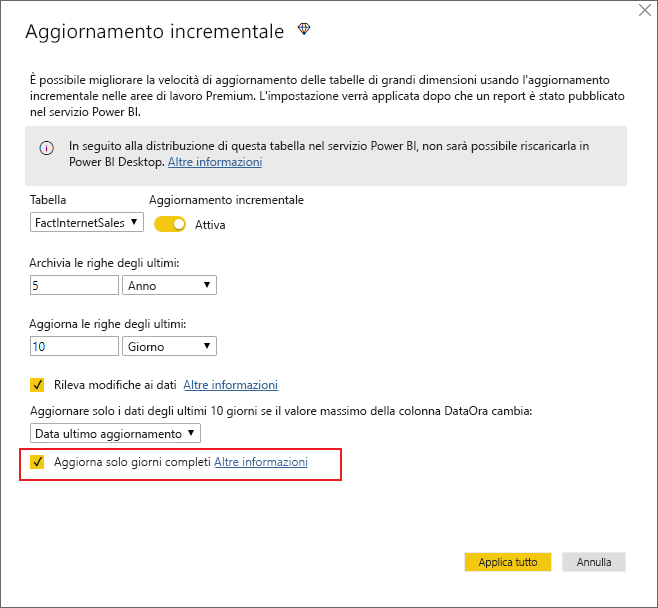 Aggiornamento incrementale
È possibile migliorare la velocità di aggiornamento delle tabelle di grandi dimensioni usando l'aggiornamento
incrementale nelle aree di lavoro Premium. L'impostazione verrà applicata dopo che un report è stato pubblicato
nel servizio Power BI.
In seguito alla distribuzione di questa tabella nel servizio Power BI, non sarà possibile riscaricarla in
Power BI Desktop. Altre informazioni
Tabella Aggiornamento incrementale
FactInternetSales Attiva
Archivia le righe degli ultimi:
5 Anno
Aggiorna le righe degli ultimi:
10 Giorno
Rileva modifiche ai dati Altre informazioni
Aggiornare solo i dati degli ultimi 10 giorni se il valore massimo della colonna DataOra cambia:
Data ultimo aggiornamento
Aggiorna solo giorni completi Altre informazioni
Applica tutto Annulla